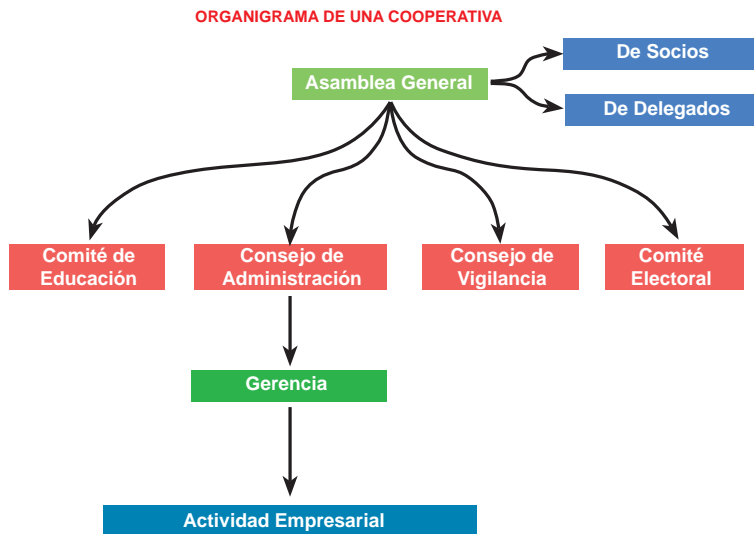 ORGANIGRAMA DE UNA COOPERATIVA
De Socios
Asamblea General
De Delegados
Comité de
Educación
Consejo de
Administración
Consejo de
Vigilancia
Comité
Electoral
Gerencia
Actividad Empresarial